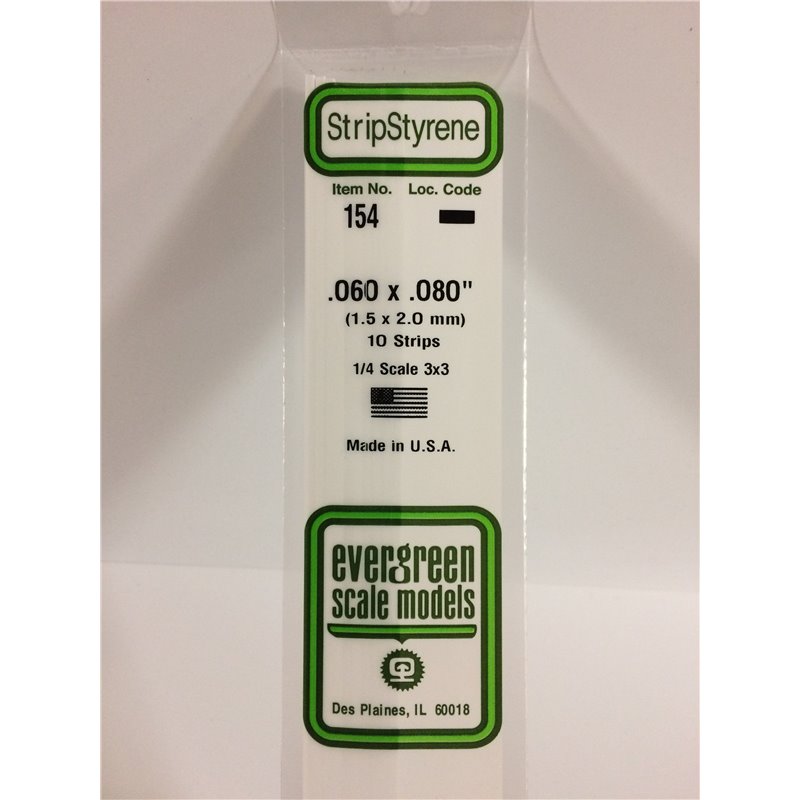 StripStyrene
Item No. Loc. Code
154
.060 x .080"
(1.5 x 2.0 mm)
10 Strips
1/4 Scale 3x3
Made in U.S.A.
evergreen
scale models
Des Plaines, IL 60018